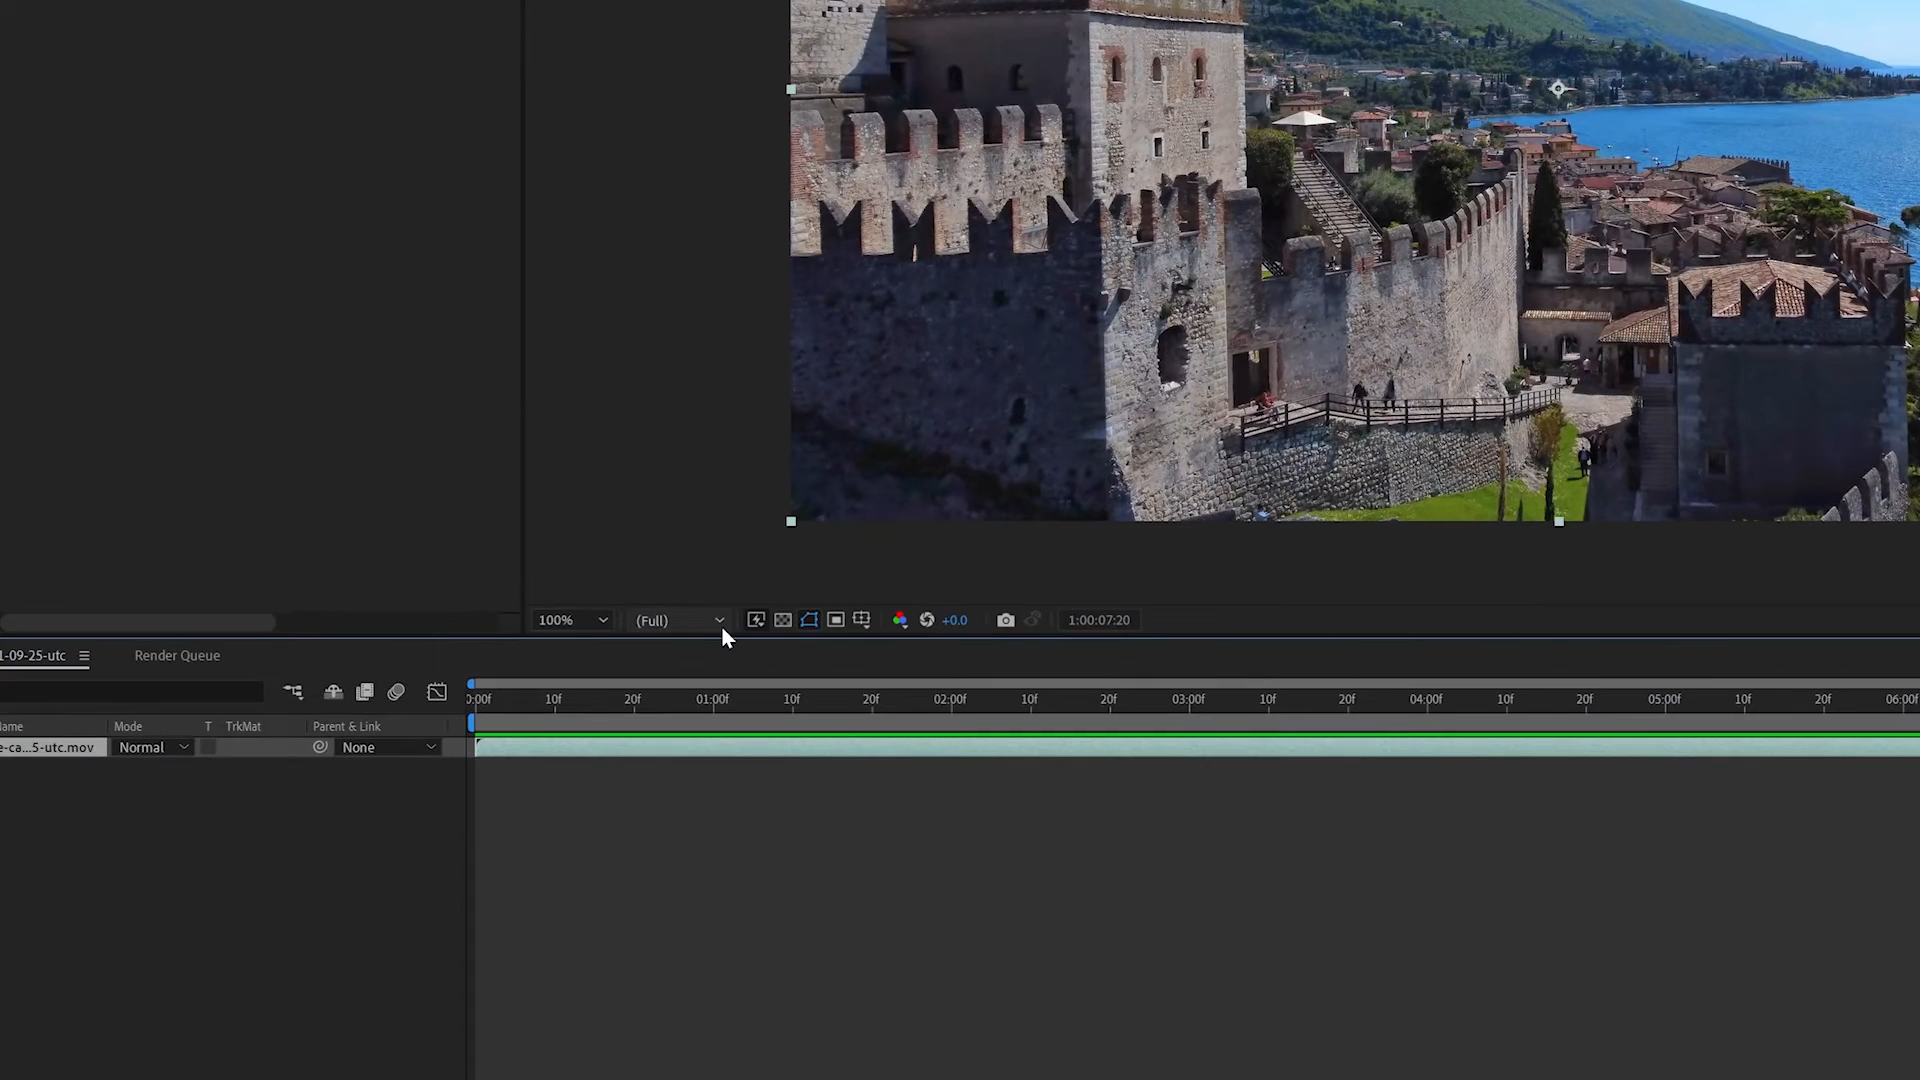 100%
(Full)
+0.0
1:00:07:20
1-09-25-utc
Render Queue
0:00f 10f 20f 01:00f 10f 20f 02:00f 10f 20f 03:00f 10f 20f 04:00f 10f 20f 05:00f 10f 20f 06:00f
Name Mode T TrkMat Parent & Link
e-ca...5-utc.mov Normal None